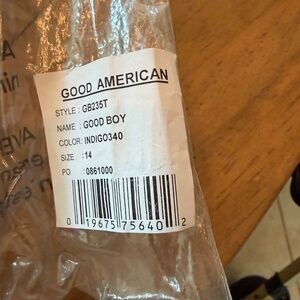 GOOD AMERICAN
STYLE : GB235T
NAME : GOOD BOY
COLOR: INDIGO340
SIZE : 14
PO : 0861000
0 19675 75640 2